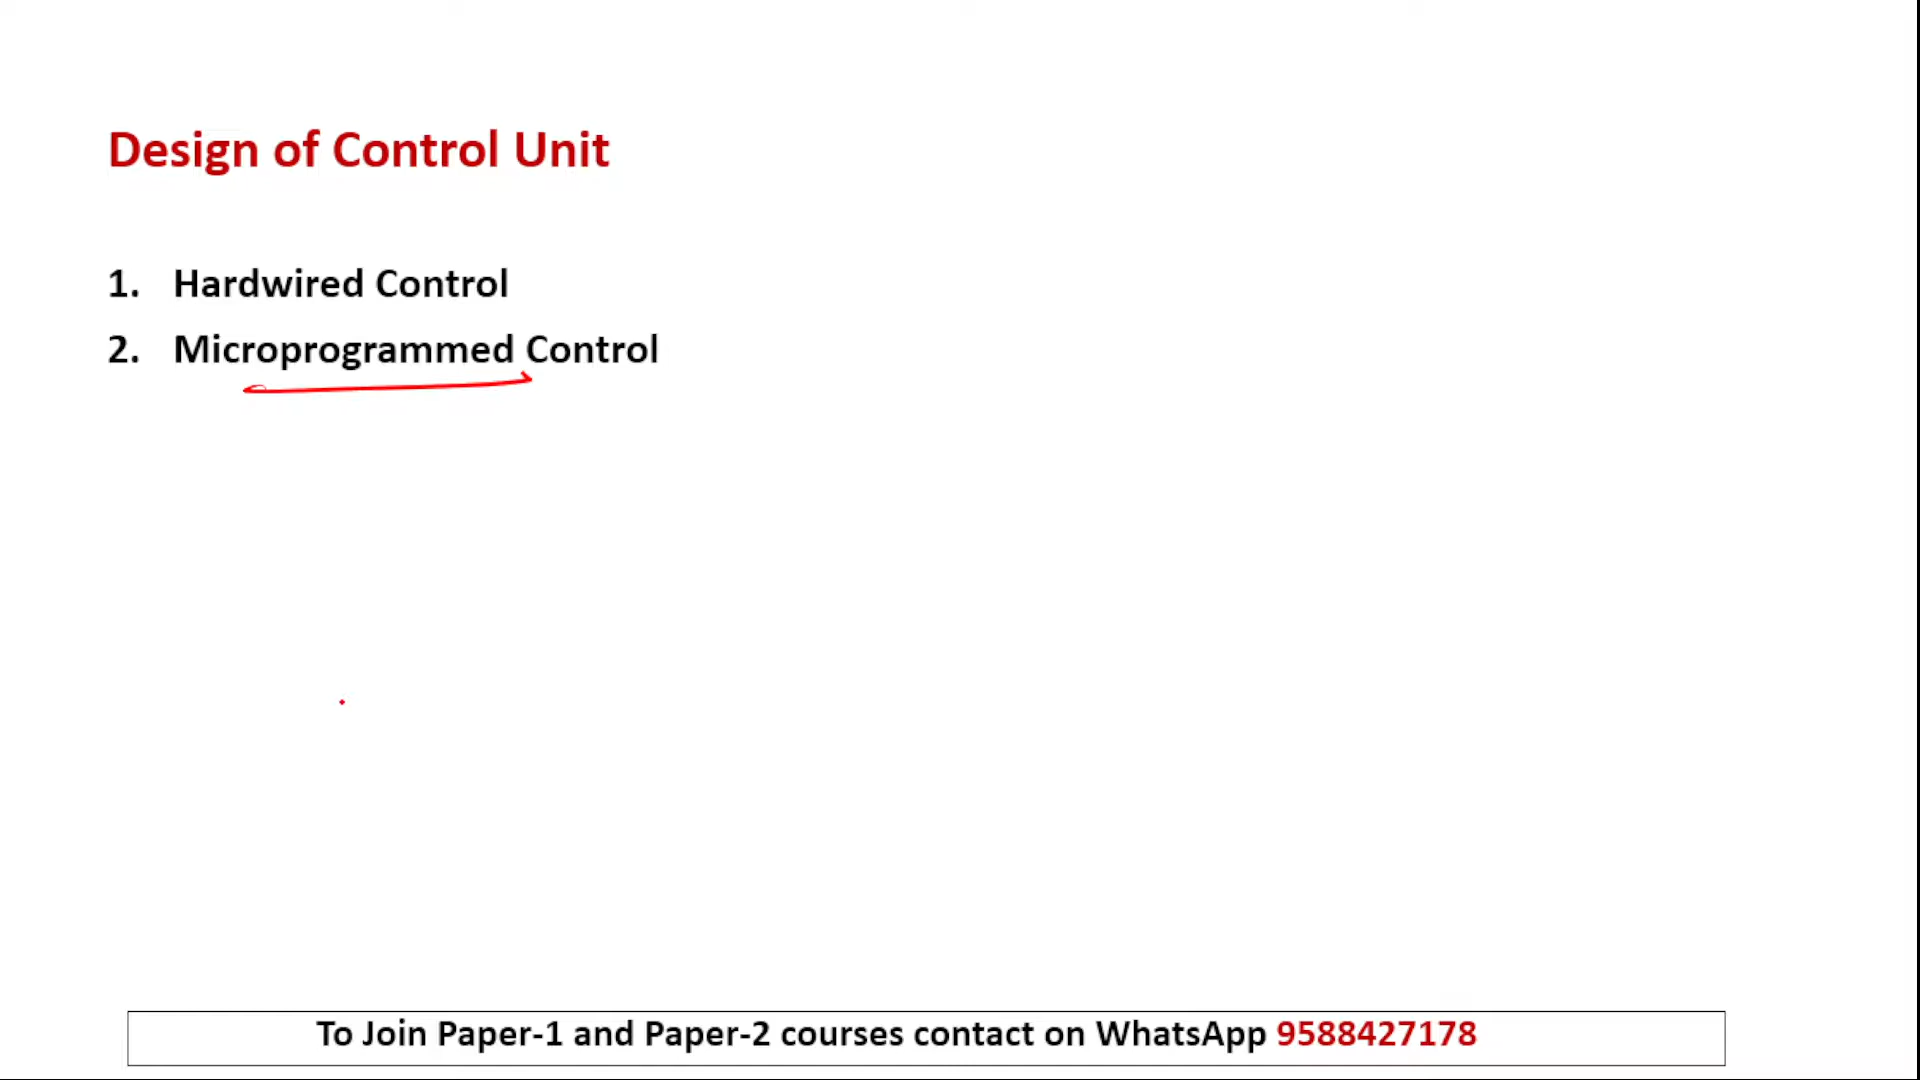 Design of Control Unit
1. Hardwired Control
2. Microprogrammed Control
To Join Paper-1 and Paper-2 courses contact on WhatsApp 9588427178